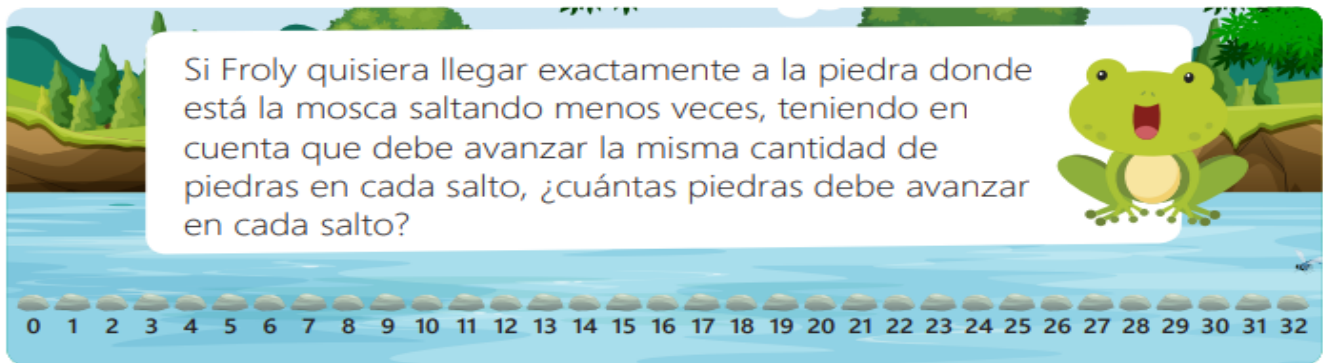 Si Froly quisiera llegar exactamente a la piedra donde
está la mosca saltando menos veces, teniendo en
cuenta que debe avanzar la misma cantidad de
piedras en cada salto, ¿cuántas piedras debe avanzar
en cada salto?
0 1 2 3 4 5 6 7 8 9 10 11 12 13 14 15 16 17 18 19 20 21 22 23 24 25 26 27 28 29 30 31 32